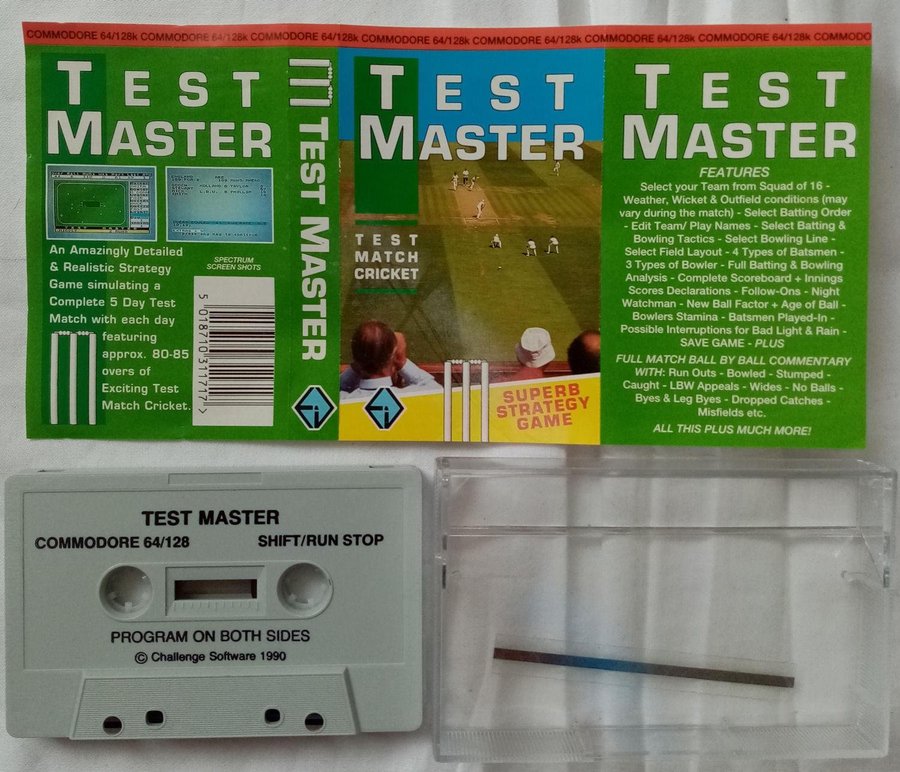 COMMODORE 64/128k COMMODORE 64/128k COMMODORE 64/128k COMMODORE 64/128k COMMODORE 64/128k COMMODORE 64/128k COMMODO
TEST
MASTER
An Amazingly Detailed
& Realistic Strategy
Game simulating a
Complete 5 Day Test
Match with each day
featuring
approx. 80-85
overs of
Exciting Test
Match Cricket.
SPECTRUM
SCREEN SHOTS
5 018710 311717 >
TEST MASTER
TEST
MASTER
TEST
MATCH
CRICKET
SUPERB
STRATEGY
GAME
TEST
MASTER
FEATURES
Select your Team from Squad of 16 -
Weather, Wicket & Outfield conditions (may
vary during the match) - Select Batting Order
- Edit Team/ Play Names - Select Batting &
Bowling Tactics - Select Bowling Line -
Select Field Layout - 4 Types of Batsmen -
3 Types of Bowler - Full Batting & Bowling
Analysis - Complete Scoreboard + Innings
Scores Declarations - Follow-Ons - Night
Watchman - New Ball Factor + Age of Ball -
Bowlers Stamina - Batsmen Played-In -
Possible Interruptions for Bad Light & Rain -
SAVE GAME - PLUS
FULL MATCH BALL BY BALL COMMENTARY
WITH: Run Outs - Bowled - Stumped -
Caught - LBW Appeals - Wides - No Balls -
Byes & Leg Byes - Dropped Catches -
Misfields etc.
ALL THIS PLUS MUCH MORE!
TEST MASTER
COMMODORE 64/128 SHIFT/RUN STOP
PROGRAM ON BOTH SIDES
© Challenge Software 1990